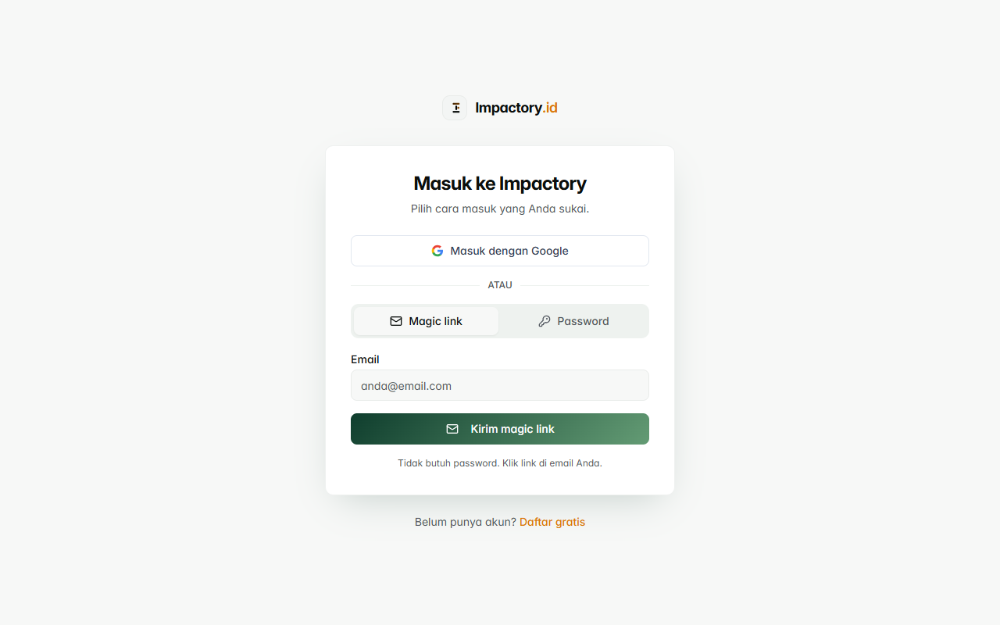 Impactory.id
Masuk ke Impactory
Pilih cara masuk yang Anda sukai.
Masuk dengan Google
ATAU
Magic link
Password
Email
anda@email.com
Kirim magic link
Tidak butuh password. Klik link di email Anda.
Belum punya akun? Daftar gratis